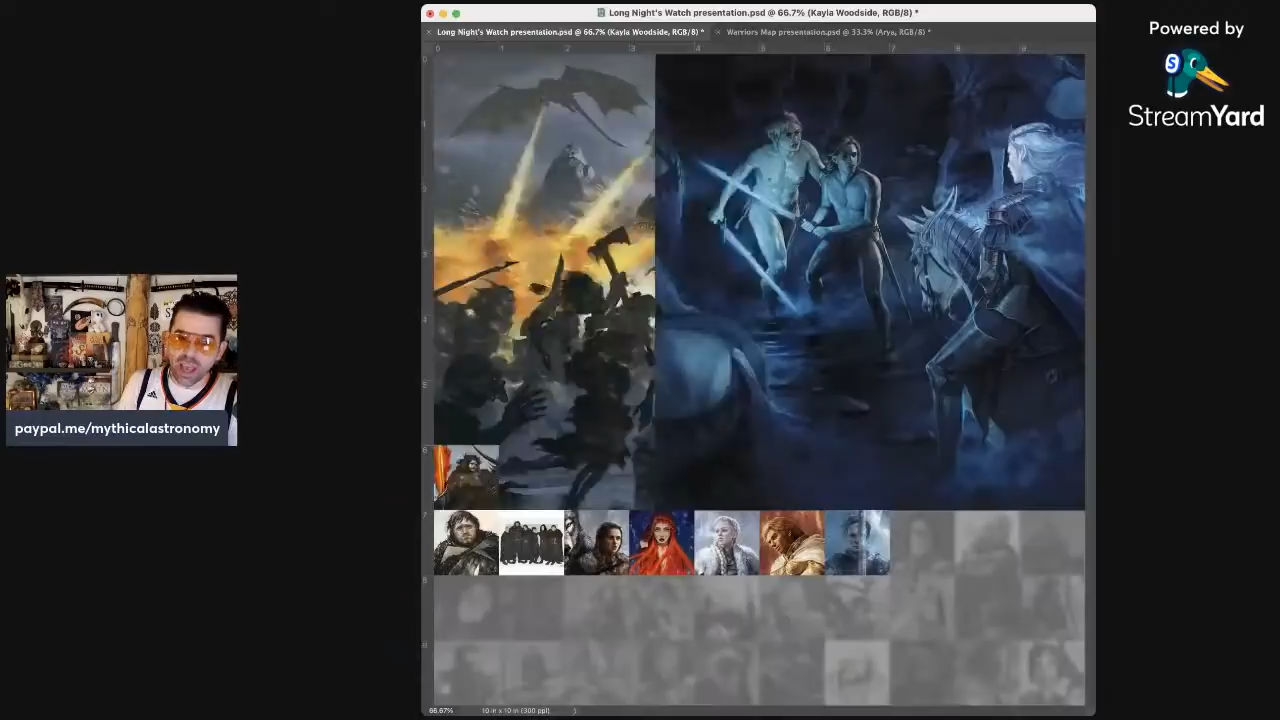 Long Night's Watch presentation.psd @ 66.7% (Kayla Woodside, RGB/8) *
Long Night's Watch presentation.psd @ 66.7% (Kayla Woodside, RGB/8) *
Warriors Map presentation.psd @ 33.3% (Arya, RGB/8) *
Powered by
S
StreamYard
paypal.me/mythicalastronomy
66.67%
10 in x 10 in (300 ppi)